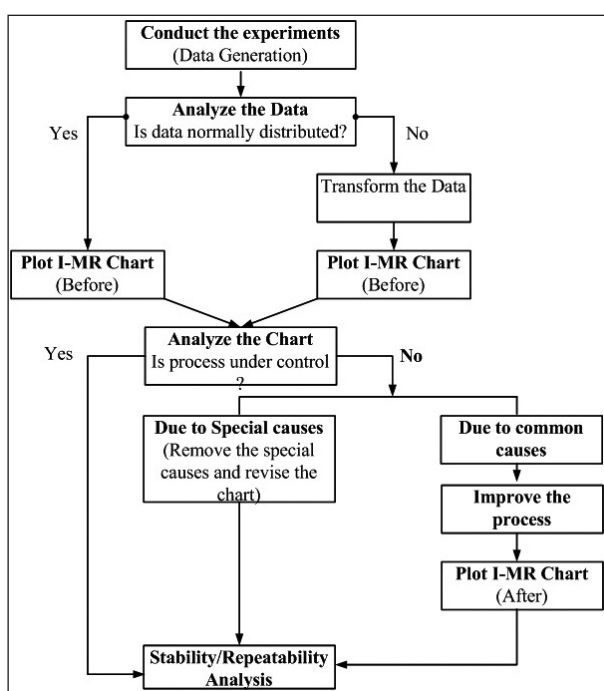 Conduct the experiments
(Data Generation)
Analyze the Data
Is data normally distributed?
Yes
No
Transform the Data
Plot I-MR Chart
(Before)
Plot I-MR Chart
(Before)
Analyze the Chart
Is process under control
?
Yes
No
Due to Special causes
(Remove the special
causes and revise the
chart)
Due to common
causes
Improve the
process
Plot I-MR Chart
(After)
Stability/Repeatability
Analysis